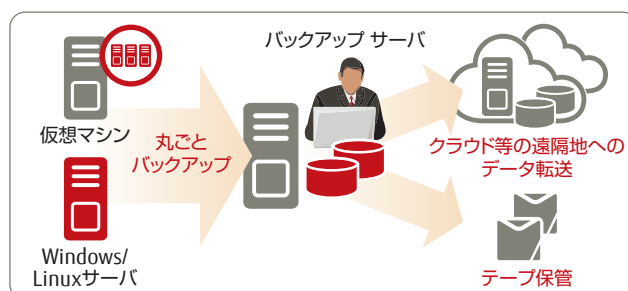 バックアップ サーバ
仮想マシン
丸ごと
バックアップ
Windows/
Linuxサーバ
クラウド等の遠隔地への
データ転送
テープ保管